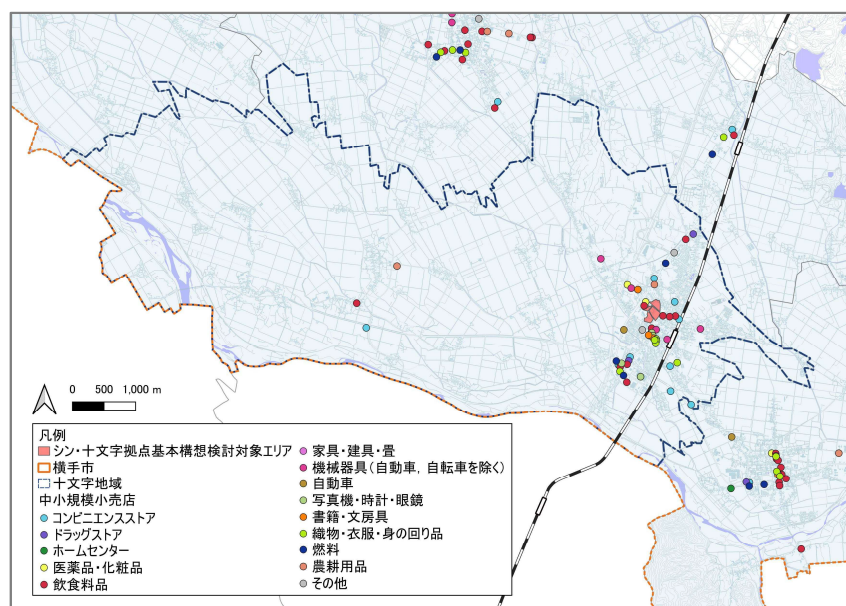 0 500 1,000 m
凡例
シン・十文字拠点基本構想検討対象エリア
横手市
十文字地域
中小規模小売店
コンビニエンスストア
ドラッグストア
ホームセンター
医薬品・化粧品
飲食料品
家具・建具・畳
機械器具(自動車，自転車を除く)
自動車
写真機・時計・眼鏡
書籍・文房具
織物・衣服・身の回り品
燃料
農耕用品
その他